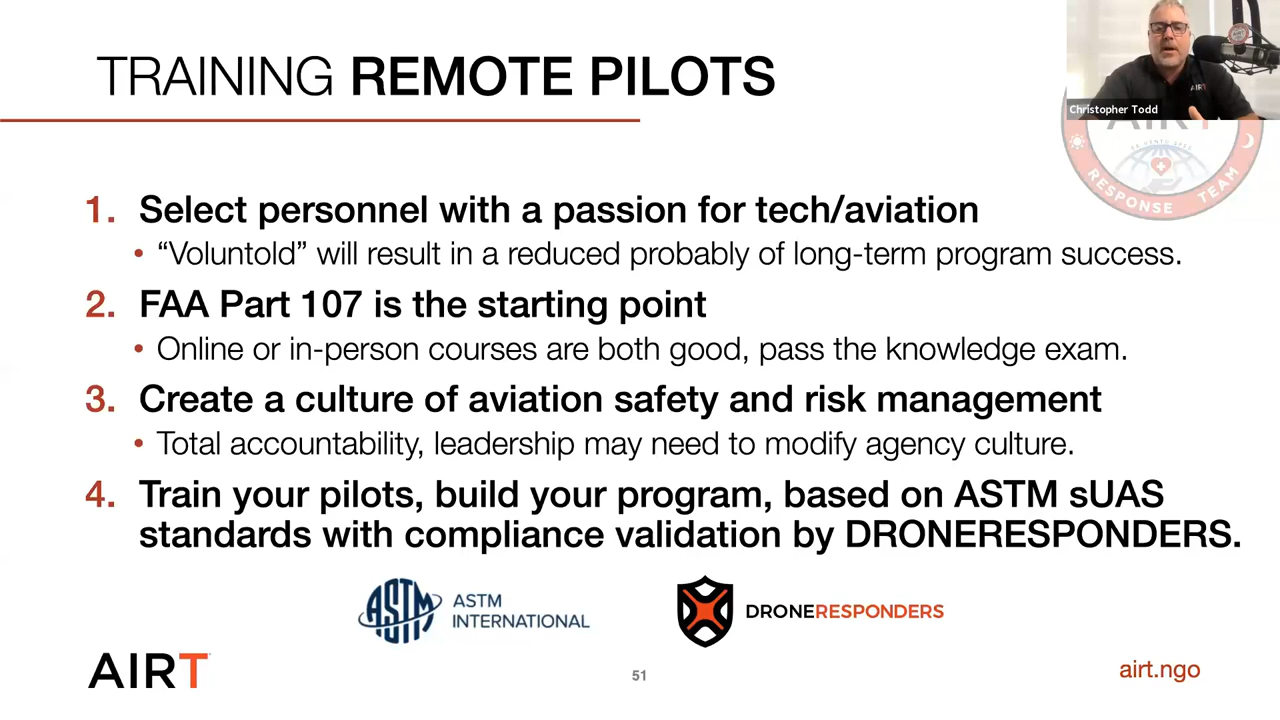 TRAINING REMOTE PILOTS
AIRT
Christopher Todd
AIRT
RESPONSE TEAM
1. Select personnel with a passion for tech/aviation
• “Voluntold” will result in a reduced probably of long-term program success.
2. FAA Part 107 is the starting point
• Online or in-person courses are both good, pass the knowledge exam.
3. Create a culture of aviation safety and risk management
• Total accountability, leadership may need to modify agency culture.
4. Train your pilots, build your program, based on ASTM sUAS
standards with compliance validation by DRONERESPONDERS.
ASTM
ASTM
INTERNATIONAL
DRONERESPONDERS
AIRT
51
airt.ngo